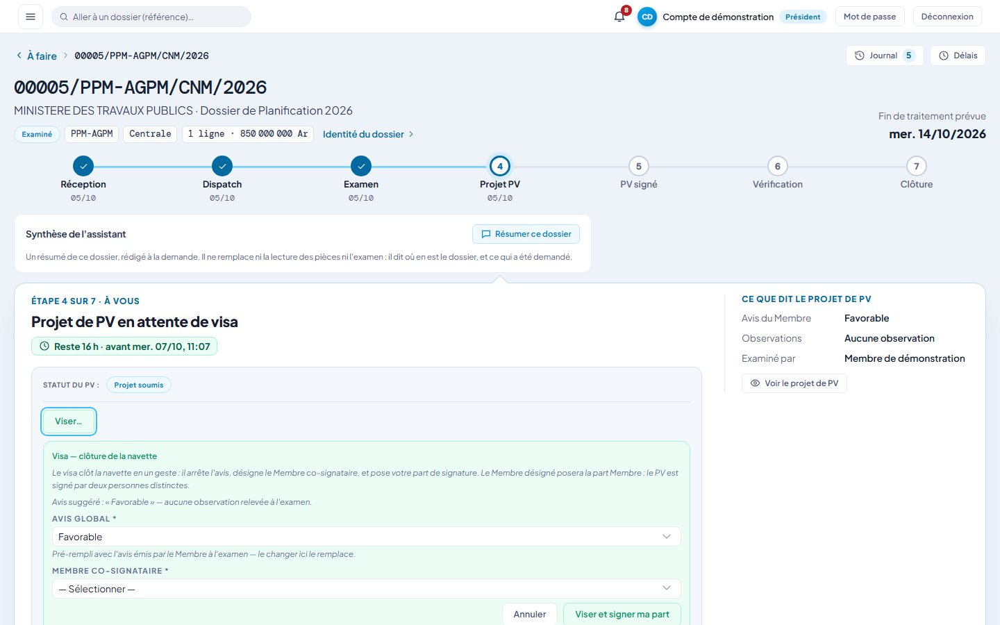 Aller à un dossier (référence)...
8
CD
Compte de démonstration
Président
Mot de passe
Déconnexion
À faire
00005/PPM-AGPM/CNM/2026
Journal 5
Délais
00005/PPM-AGPM/CNM/2026
MINISTERE DES TRAVAUX PUBLICS · Dossier de Planification 2026
Fin de traitement prévue
mer. 14/10/2026
Examiné
PPM-AGPM
Centrale
1 ligne · 850 000 000 Ar
Identité du dossier
4
5
6
7
Réception
Dispatch
Examen
Projet PV
PV signé
Vérification
Clôture
05/10
05/10
05/10
05/10
Synthèse de l'assistant
Résumer ce dossier
Un résumé de ce dossier, rédigé à la demande. Il ne remplace ni la lecture des pièces ni l'examen : il dit où en est le dossier, et ce qui a été demandé.
ÉTAPE 4 SUR 7 · À VOUS
Projet de PV en attente de visa
Reste 16 h · avant mer. 07/10, 11:07
STATUT DU PV :
Projet soumis
Viser...
Visa — clôture de la navette
Le visa clôt la navette en un geste : il arrête l'avis, désigne le Membre co-signataire, et pose votre part de signature. Le Membre désigné posera la part Membre : le PV est
signé par deux personnes distinctes.
Avis suggéré : « Favorable » — aucune observation relevée à l'examen.
AVIS GLOBAL *
Favorable
Pré-rempli avec l'avis émis par le Membre à l'examen — le changer ici le remplace.
MEMBRE CO-SIGNATAIRE *
— Sélectionner —
Annuler
Viser et signer ma part
CE QUE DIT LE PROJET DE PV
Avis du Membre
Favorable
Observations
Aucune observation
Examiné par
Membre de démonstration
Voir le projet de PV